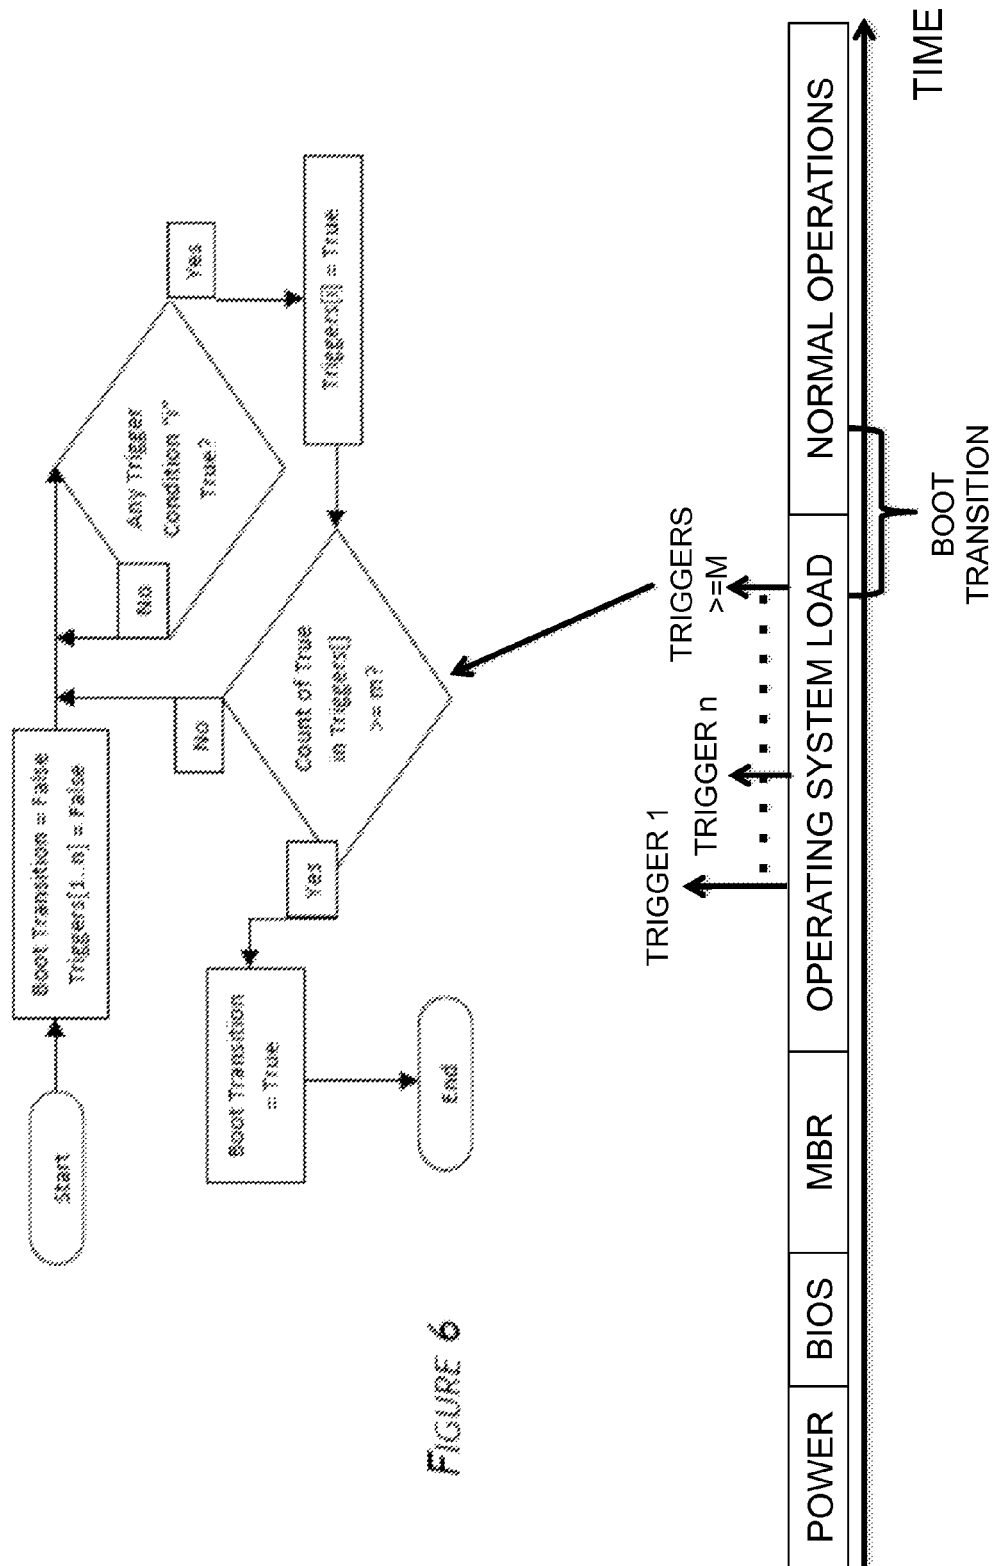 Start
Boot Transition = False
Triggers[1..n] = False
Any Trigger
Condition "i"
True?
No
Yes
Triggers[i] = True
Count of True
in Triggers[]
>= m?
No
Yes
Boot Transition
= True
End
FIGURE 6
TRIGGER 1
TRIGGER n
TRIGGERS
>=M
POWER
BIOS
MBR
OPERATING SYSTEM LOAD
NORMAL OPERATIONS
BOOT
TRANSITION
TIME